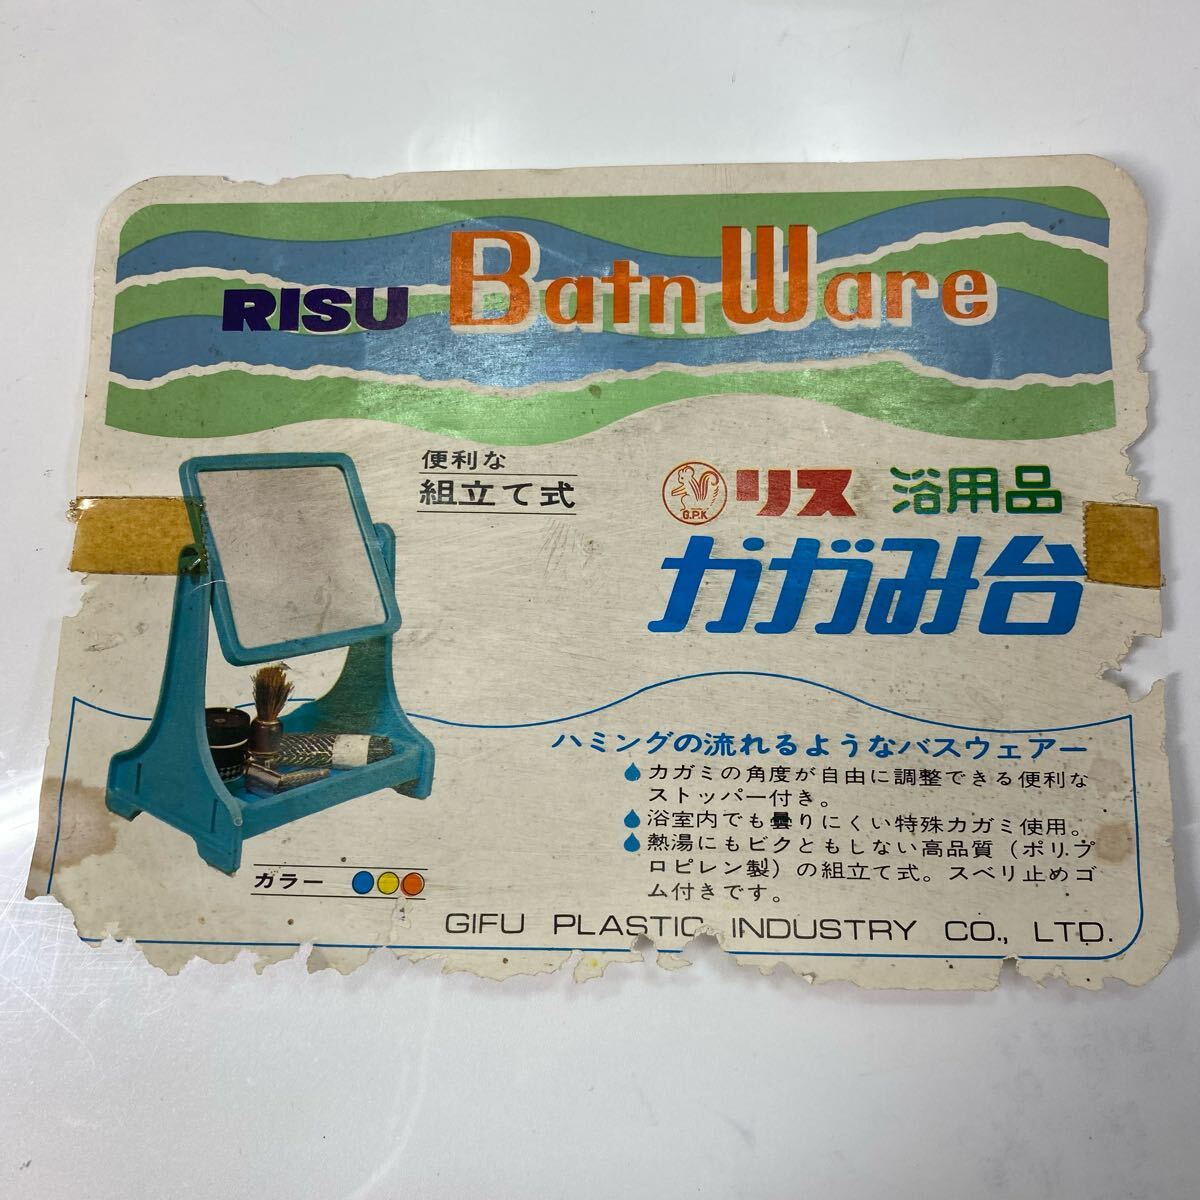 RISU Batn Ware
便利な
組立て式
G.P.K
リス 浴用品
カガみ台
ハミングの流れるようなバスウェアー
カガミの角度が自由に調整できる便利な
ストッパー付き。
浴室内でも曇りにくい特殊カガミ使用。
熱湯にもビクともしない高品質(ポリプ
ロピレン製)の組立て式。スベリ止めゴ
ム付きです。
カラー
GIFU PLASTIC INDUSTRY CO., LTD.